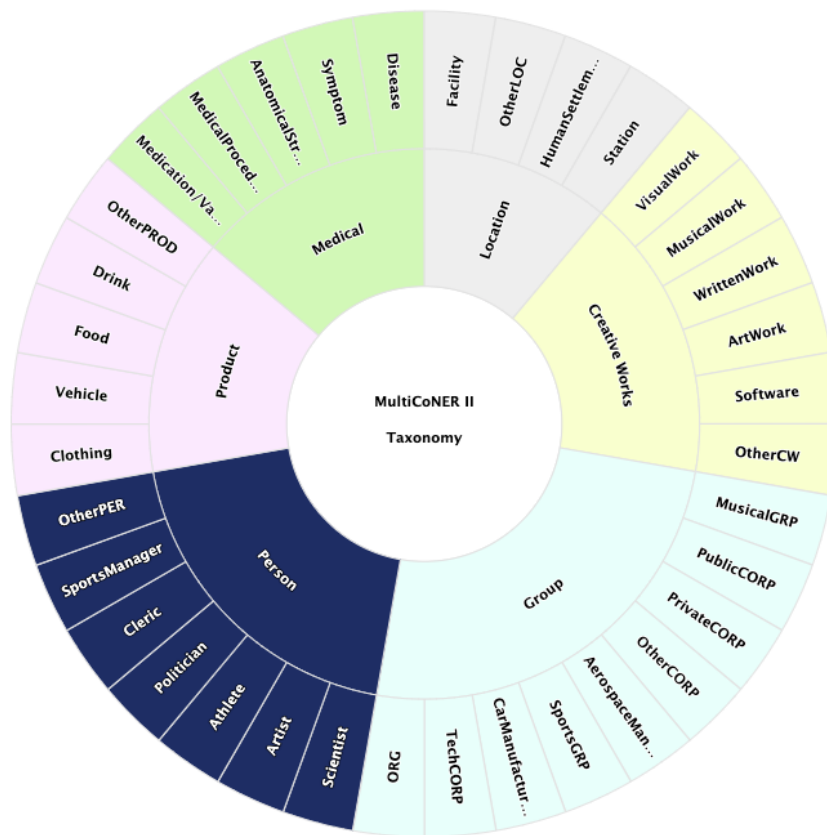 MultiCoNER II
Taxonomy
Location
Facility
OtherLOC
HumanSettlem...
Station
Creative Works
VisualWork
MusicalWork
WrittenWork
ArtWork
Software
OtherCW
Group
MusicalGRP
PublicCORP
PrivateCORP
OtherCORP
AerospaceMan...
SportsGRP
CarManufactur...
TechCORP
ORG
Person
Scientist
Artist
Athlete
Politician
Cleric
SportsManager
OtherPER
Product
Clothing
Vehicle
Food
Drink
OtherPROD
Medical
Medication/Va...
MedicalProced...
AnatomicalStr...
Symptom
Disease